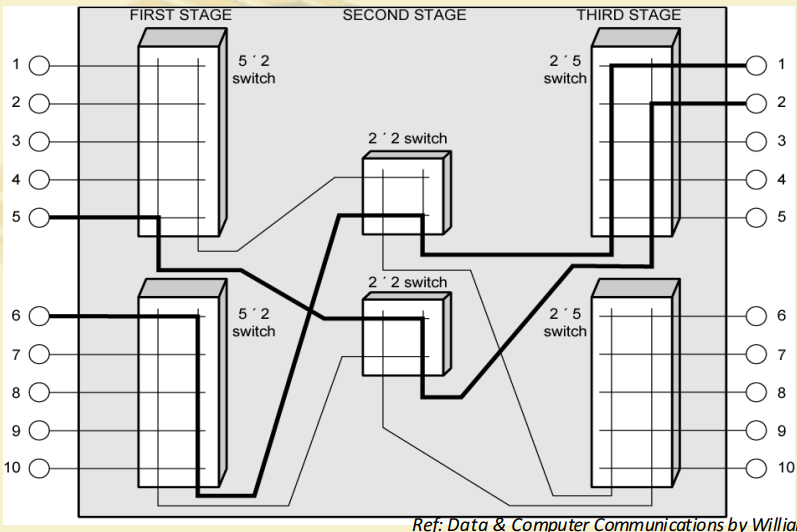 FIRST STAGE
SECOND STAGE
THIRD STAGE
5 ´ 2
switch
2 ´ 5
switch
1
2
3
4
5
1
2
3
4
5
2 ´ 2 switch
2 ´ 2 switch
5 ´ 2
switch
2 ´ 5
switch
6
7
8
9
10
6
7
8
9
10
Ref: Data & Computer Communications by Willia